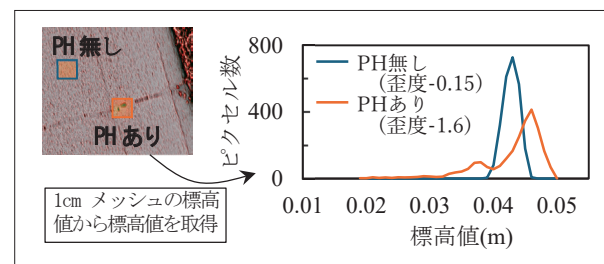 PH無し
PHあり
1cm メッシュの標高
値から標高値を取得
ピクセル数
800
400
0
PH無し
(歪度-0.15)
PHあり
(歪度-1.6)
0.01 0.02 0.03 0.04 0.05
標高値(m)